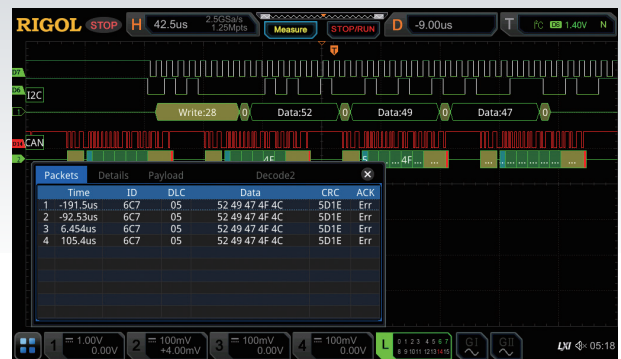 RIGOL STOP H 42.5us 2.5GSa/s 1.25Mpts Measure STOP/RUN D -9.00us T I²C D5 1.40V N
T
D7
D6 I2C
Write:28 0 Data:52 0 Data:49 0 Data:47 0
D14 CAN
4F ... 4F... ... ... ... ... ... ...
Packets Details Payload Decode2 X
Time ID DLC Data CRC ACK
1 -191.5us 6C7 05 52 49 47 4F 4C 5D1E Err
2 -92.53us 6C7 05 52 49 47 4F 4C 5D1E Err
3 6.454us 6C7 05 52 49 47 4F 4C 5D1E Err
4 105.4us 6C7 05 52 49 47 4F 4C 5D1E Err
1 1.00V 0.00V 2 100mV +4.00mV 3 100mV 0.00V 4 100mV 0.00V L 0 1 2 3 4 5 6 7 GI GII LXI 05:18
8 9 10 11 12 13 14 15